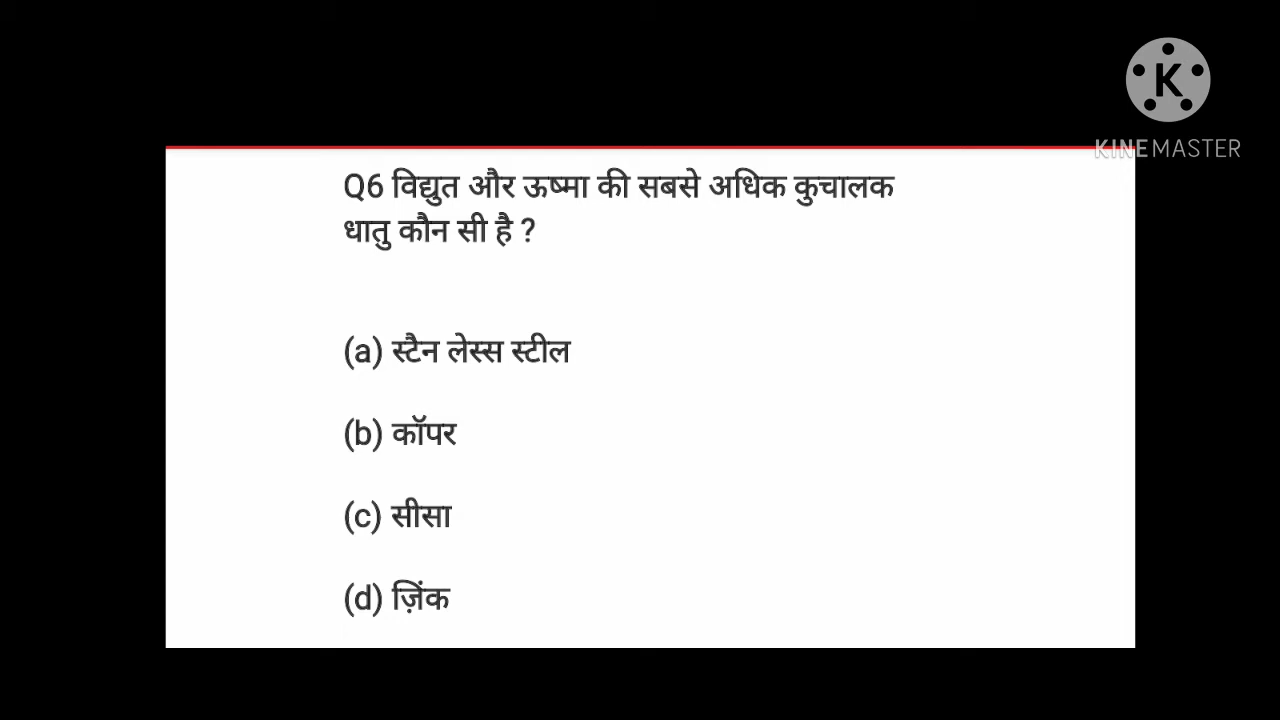 K
KINEMASTER
Q6 विद्युत और ऊष्मा की सबसे अधिक कुचालक
धातु कौन सी है ?
(a) स्टैन लेस्स स्टील
(b) कॉपर
(c) सीसा
(d) ज़िंक